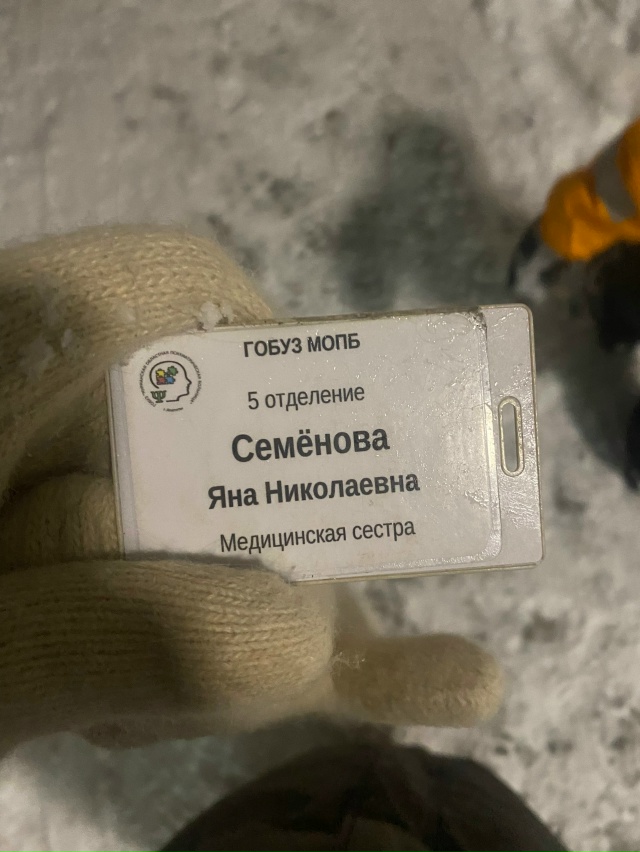 ГОБУЗ МОПБ
5 отделение
Семёнова
Яна Николаевна
Медицинская сестра